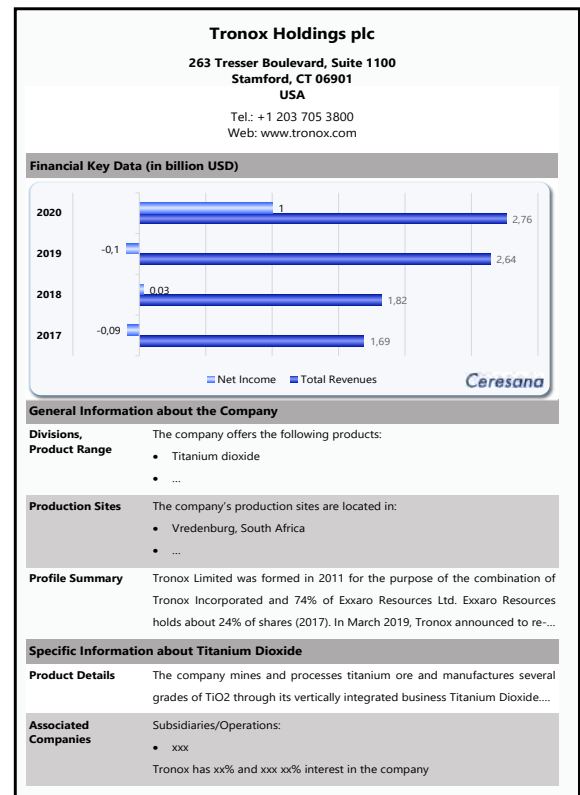 Tronox Holdings plc
263 Tresser Boulevard, Suite 1100
Stamford, CT 06901
USA
Tel.: +1 203 705 3800
Web: www.tronox.com
Financial Key Data (in billion USD)
2020
1
2,76
2019
-0,1
2,64
2018
0,03
1,82
2017
-0,09
1,69
Net Income Total Revenues
Ceresana
General Information about the Company
Divisions, Product Range
The company offers the following products:
• Titanium dioxide
• ...
Production Sites
The company's production sites are located in:
• Vredenburg, South Africa
• ...
Profile Summary
Tronox Limited was formed in 2011 for the purpose of the combination of
Tronox Incorporated and 74% of Exxaro Resources Ltd. Exxaro Resources
holds about 24% of shares (2017). In March 2019, Tronox announced to re-...
Specific Information about Titanium Dioxide
Product Details
The company mines and processes titanium ore and manufactures several
grades of TiO2 through its vertically integrated business Titanium Dioxide....
Associated Companies
Subsidiaries/Operations:
• xxx
Tronox has xx% and xxx xx% interest in the company